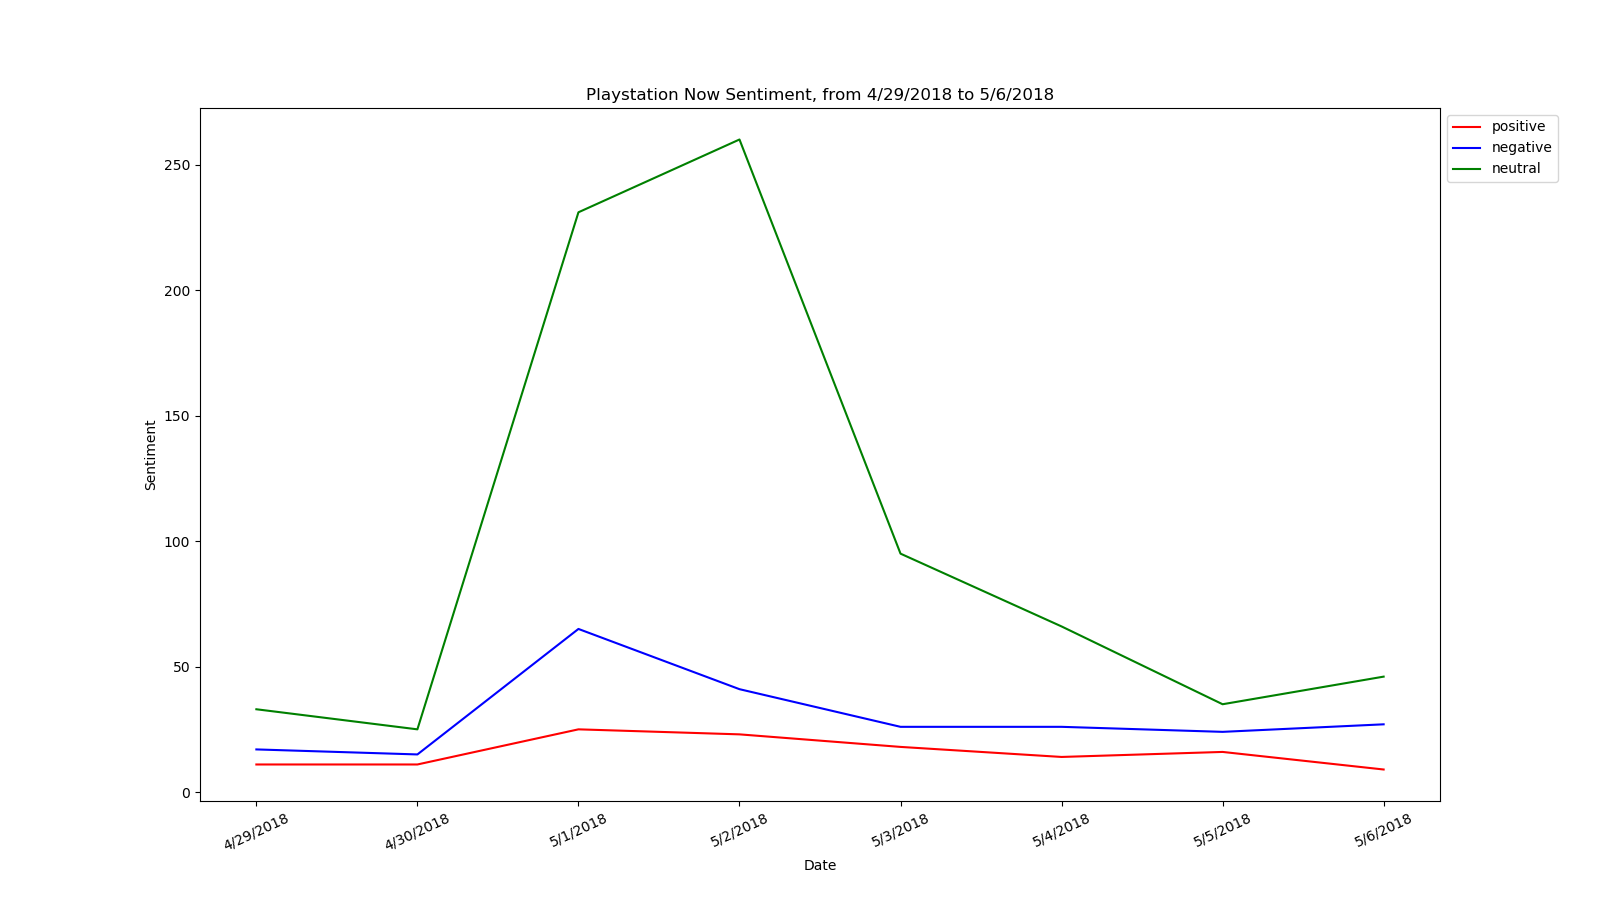 Playstation Now Sentiment, from 4/29/2018 to 5/6/2018
positive
negative
neutral
Sentiment
250
200
150
100
50
0
4/29/2018
4/30/2018
5/1/2018
5/2/2018
5/3/2018
5/4/2018
5/5/2018
5/6/2018
Date